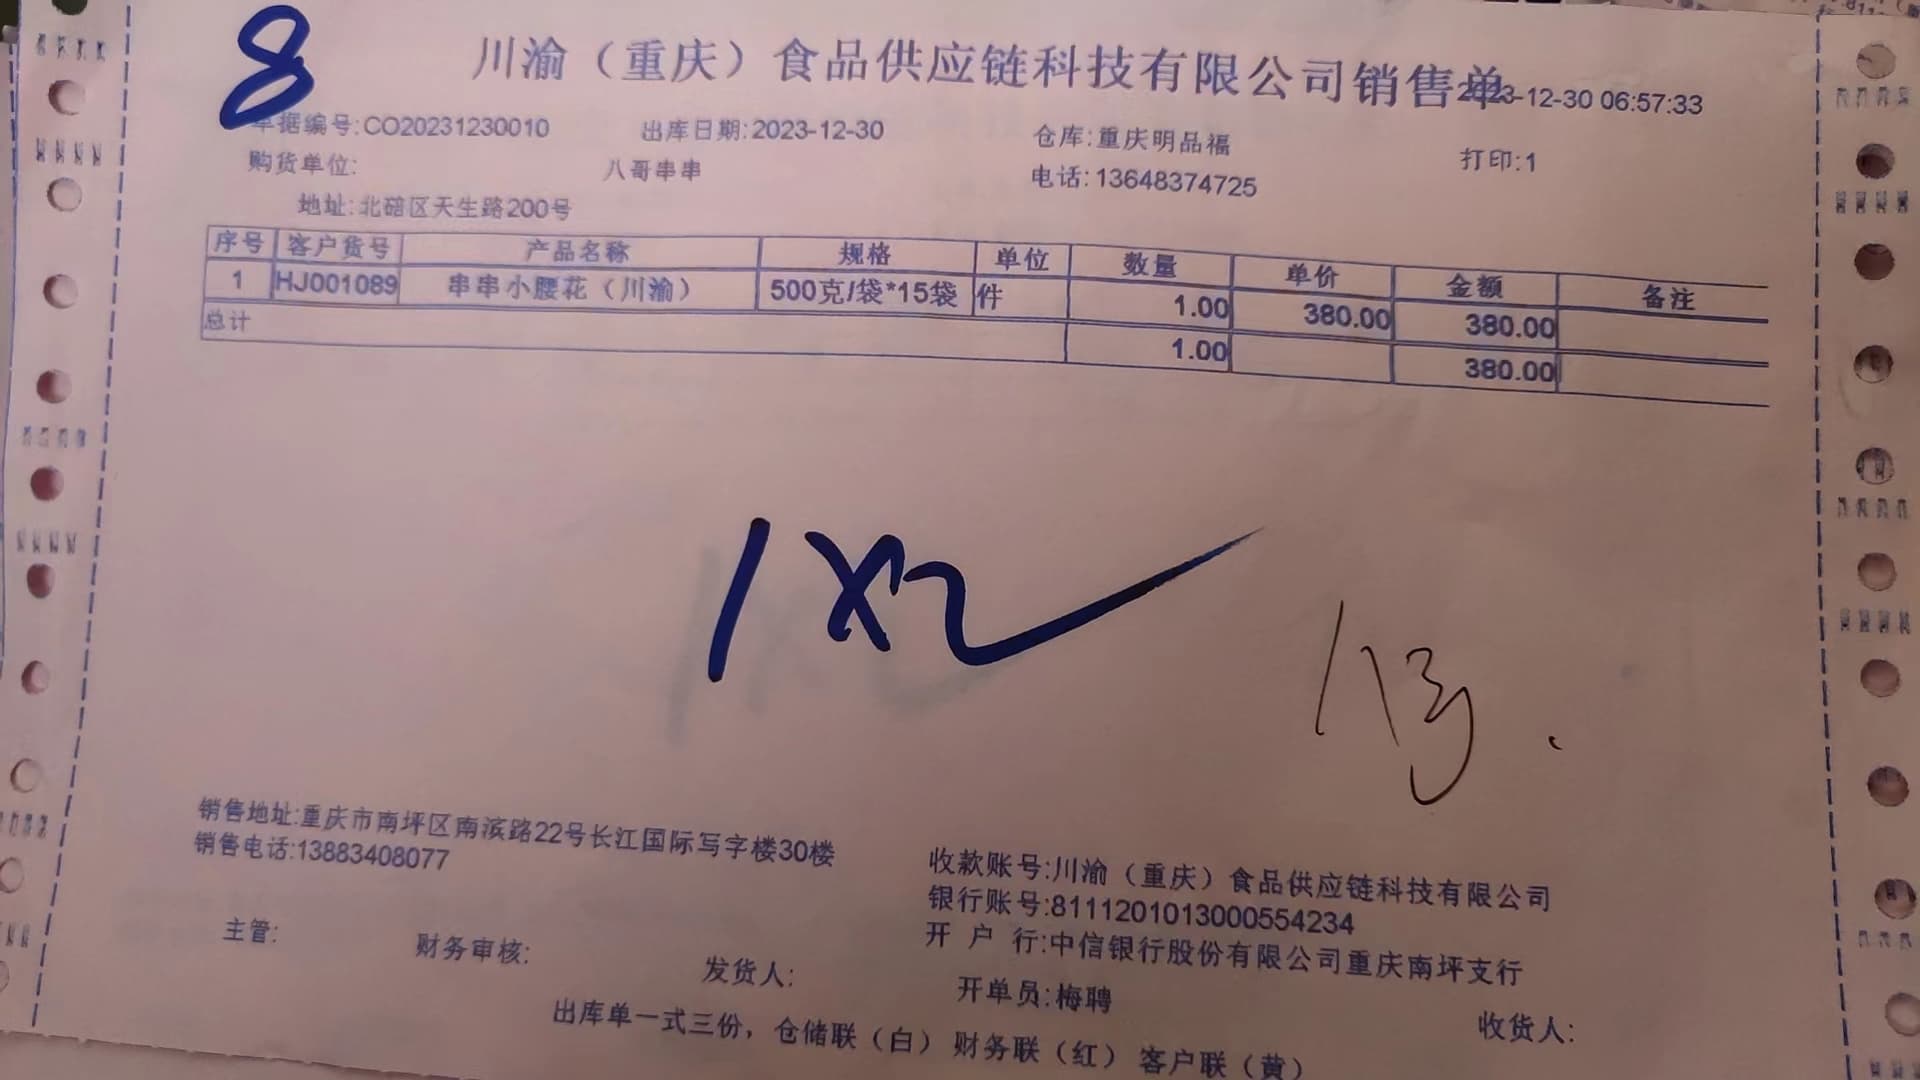 8
川渝（重庆）食品供应链科技有限公司销售单
2023-12-30 06:57:33
单据编号:CO20231230010 出库日期:2023-12-30 仓库:重庆明品福 打印:1
购货单位: 八哥串串 电话:13648374725
地址:北碚区天生路200号
序号 客户货号 产品名称 规格 单位 数量 单价 金额 备注
1 HJ001089 串串小腰花（川渝） 500克/袋*15袋 件 1.00 380.00 380.00
总计 1.00 380.00
1X2
销售地址:重庆市南坪区南滨路22号长江国际写字楼30楼
销售电话:13883408077
收款账号:川渝（重庆）食品供应链科技有限公司
银行账号:8111201013000554234
开 户 行:中信银行股份有限公司重庆南坪支行
主管: 财务审核: 发货人: 开单员:梅聘 收货人:
出库单一式三份，仓储联（白） 财务联（红） 客户联（黄）